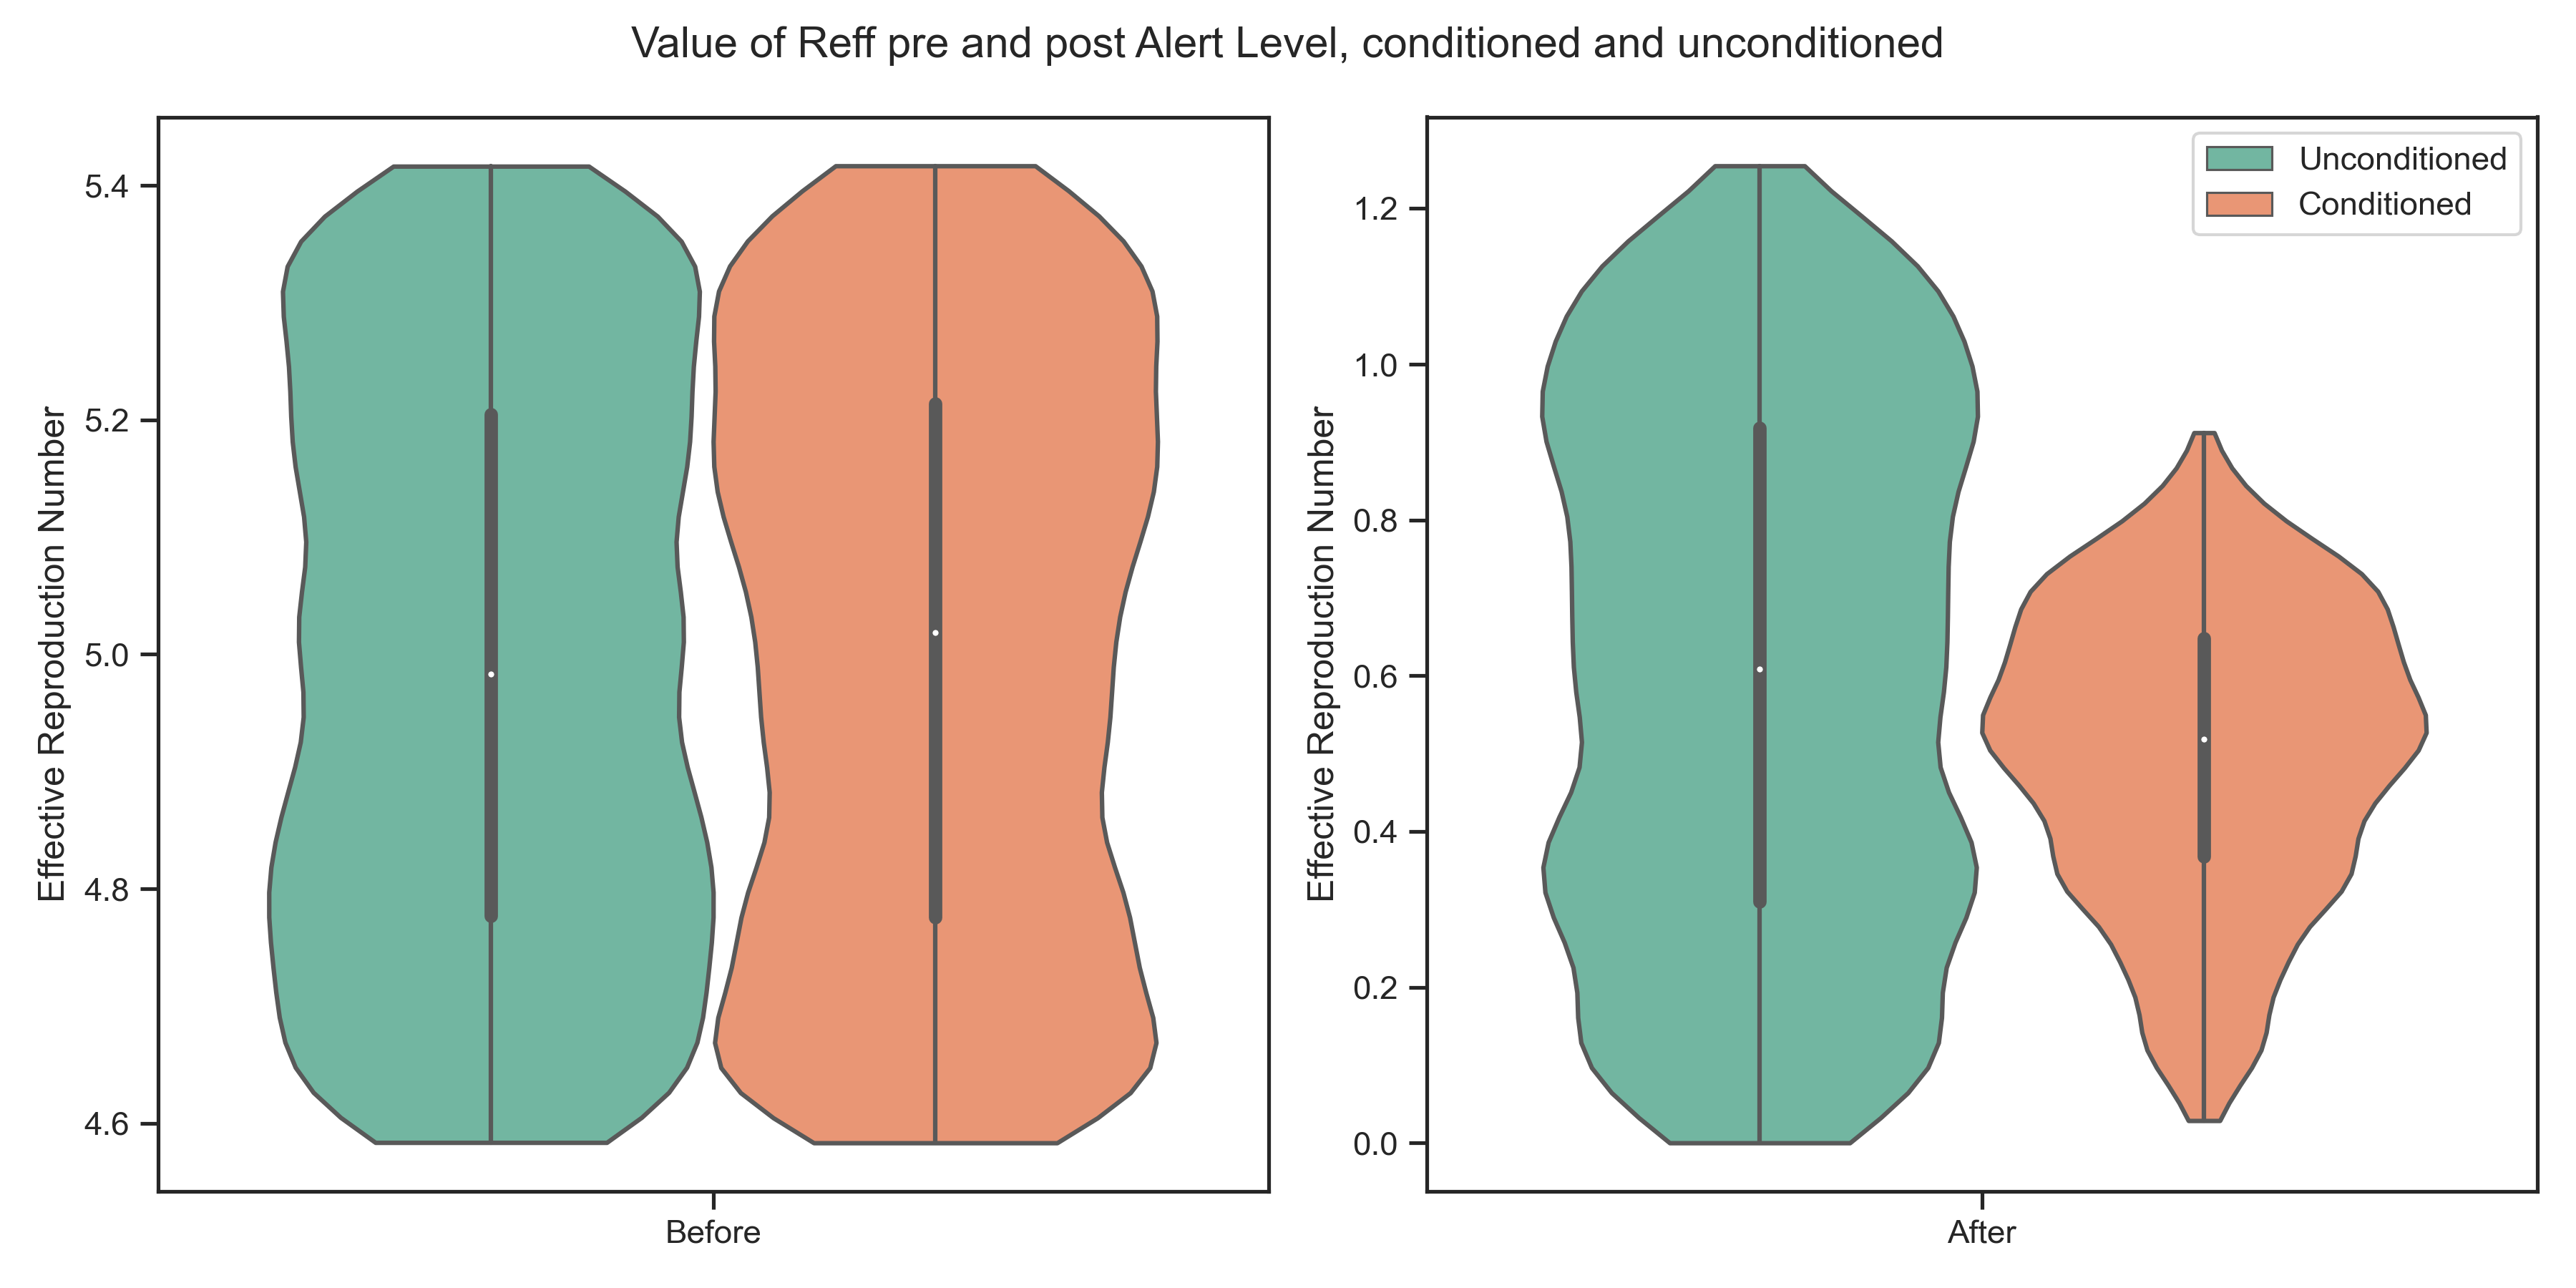 Value of Reff pre and post Alert Level, conditioned and unconditioned
Effective Reproduction Number
5.4
5.2
5.0
4.8
4.6
Before
Effective Reproduction Number
1.2
1.0
0.8
0.6
0.4
0.2
0.0
After
Unconditioned
Conditioned